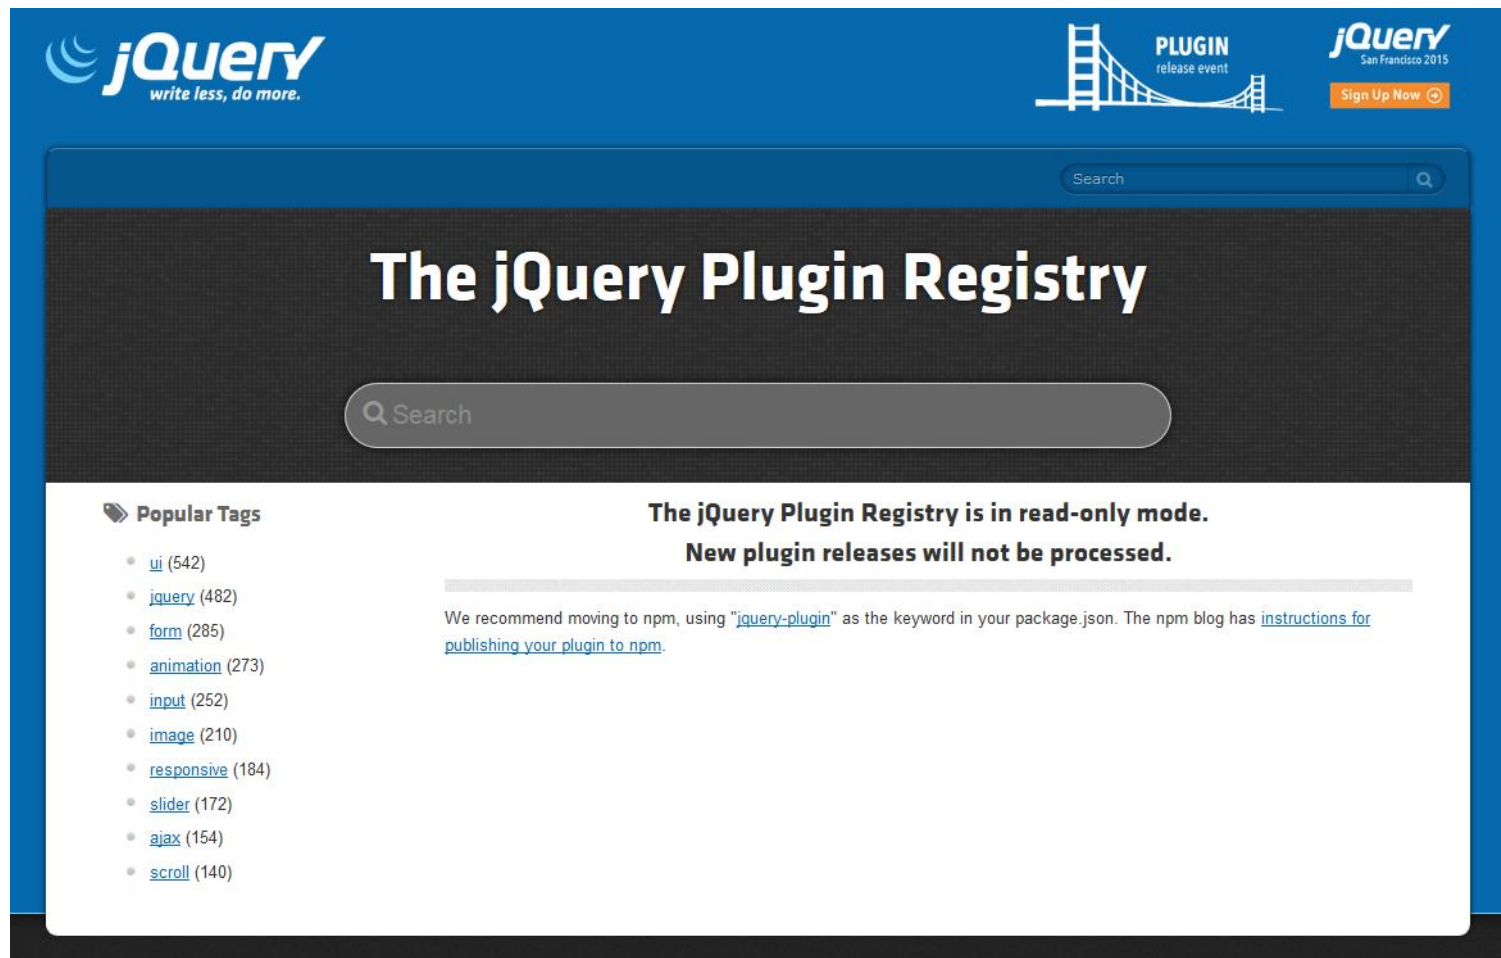 jQuery
write less, do more.
PLUGIN
release event
jQuery
San Francisco 2015
Sign Up Now
Search
The jQuery Plugin Registry
Search
Popular Tags
ui (542)
jquery (482)
form (285)
animation (273)
input (252)
image (210)
responsive (184)
slider (172)
ajax (154)
scroll (140)
The jQuery Plugin Registry is in read-only mode.
New plugin releases will not be processed.
We recommend moving to npm, using "jquery-plugin" as the keyword in your package.json. The npm blog has instructions for
publishing your plugin to npm.